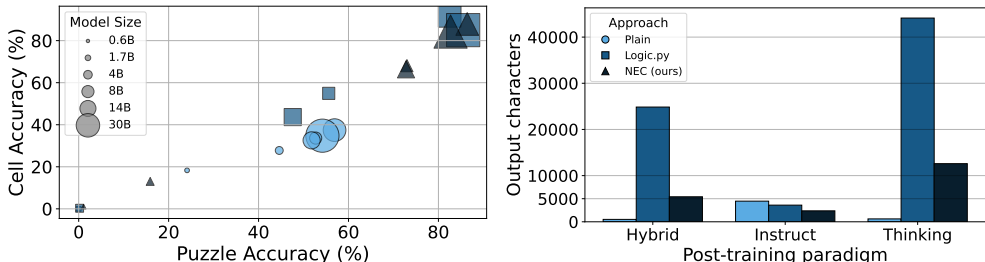 Model Size
0.6B
1.7B
4B
8B
14B
30B
80
60
40
20
0
Cell Accuracy (%)
0 20 40 60 80
Puzzle Accuracy (%)
Approach
Plain
Logic.py
NEC (ours)
40000
30000
20000
10000
5000
0
Output characters
Hybrid Instruct Thinking
Post-training paradigm